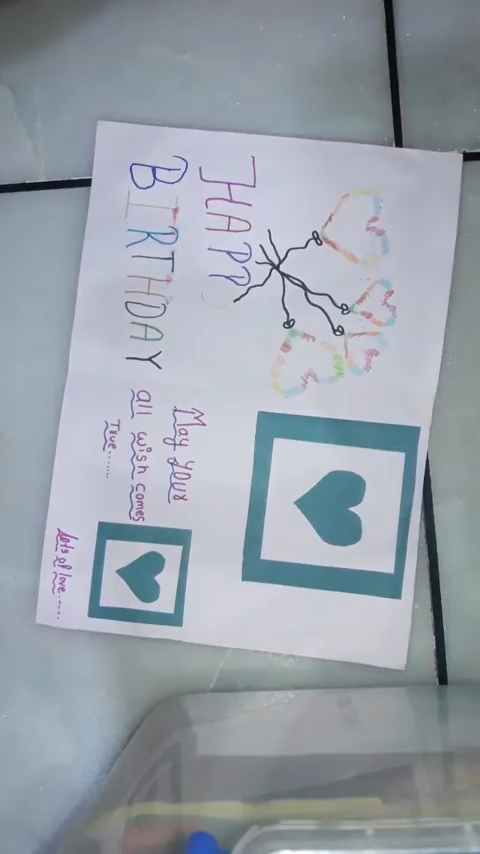 HAPPY
BIRTHDAY
May your
all wish comes
True.......
Lots of love.....